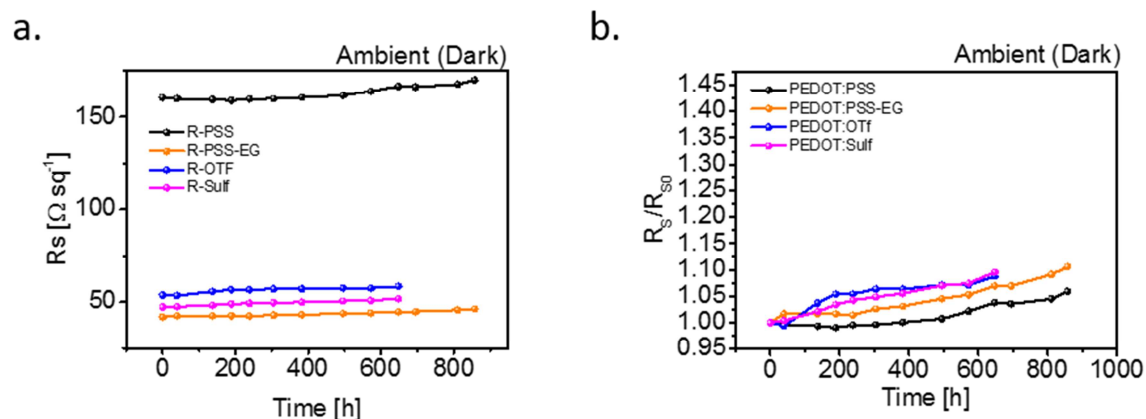 a.
Ambient (Dark)
150
100
50
Rs [Ω sq⁻¹]
R-PSS
R-PSS-EG
R-OTF
R-Sulf
0 200 400 600 800
Time [h]
b.
Ambient (Dark)
1.45
1.40
1.35
1.30
1.25
1.20
1.15
1.10
1.05
1.00
0.95
R_S/R_S0
PEDOT:PSS
PEDOT:PSS-EG
PEDOT:OTf
PEDOT:Sulf
0 200 400 600 800 1000
Time [h]